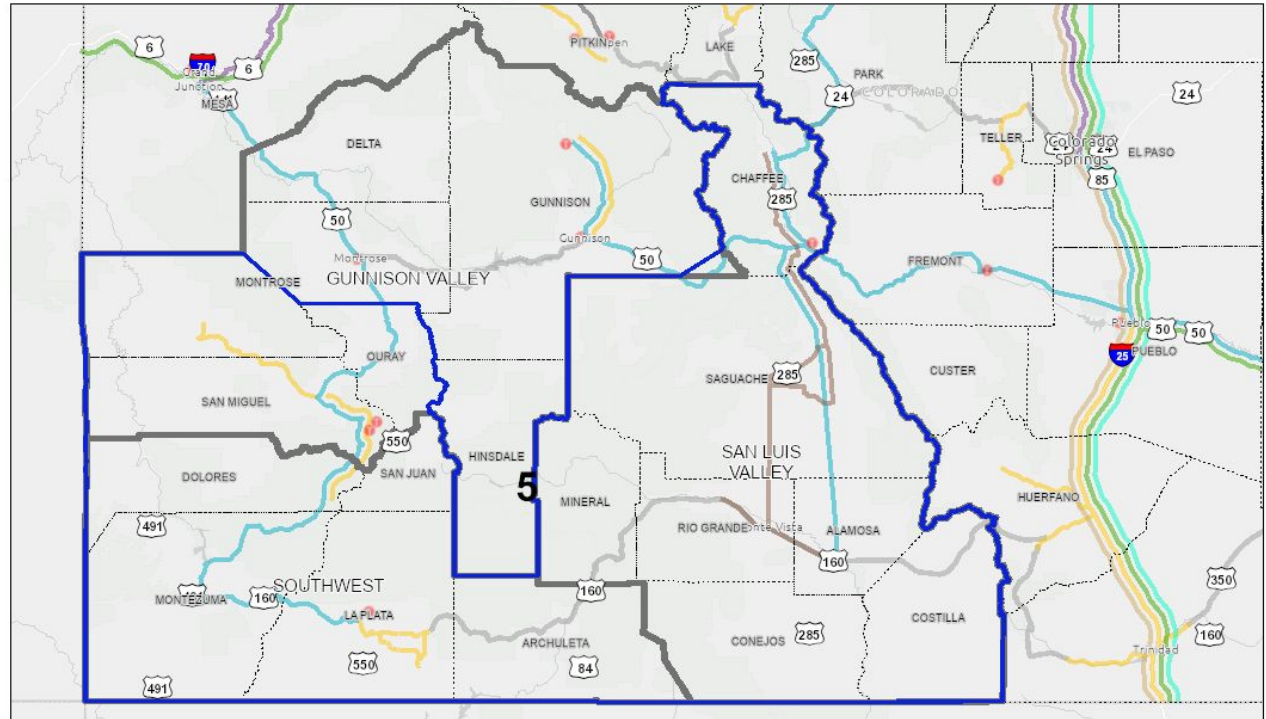 PITKIN
pen
LAKE
6
285
70
6
PARK
Grand
Junction
COLORADO
24
24
MESA
TELLER
DELTA
Colorado
Springs
24
EL PASO
CHAFFEE
85
285
GUNNISON
50
Gunnison
50
Montrose
FREMONT
GUNNISON VALLEY
MONTROSE
Pueblo
50
50
OURAY
25
PUEBLO
SAGUACHE
285
CUSTER
SAN MIGUEL
550
SAN LUIS
VALLEY
HINSDALE
DOLORES
SAN JUAN
5
MINERAL
HUERFANO
491
RIO GRANDE
onte Vista
ALAMOSA
160
350
SOUTHWEST
160
MONTEZUMA
160
LA PLATA
COSTILLA
285
160
ARCHULETA
CONEJOS
Trinidad
550
84
491